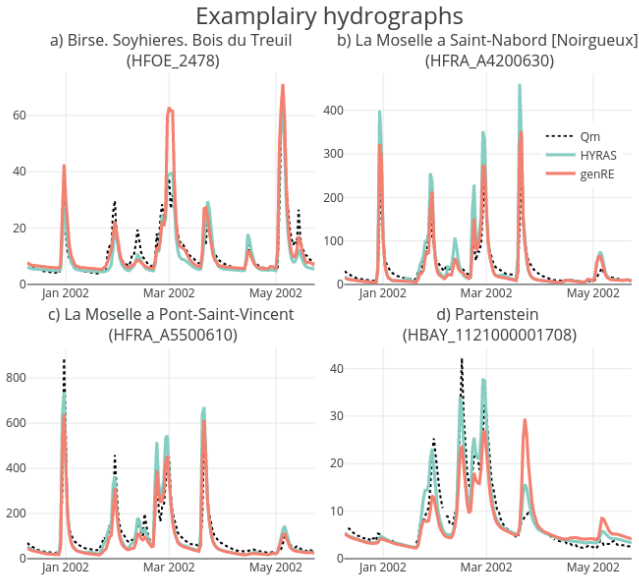 Examplairy hydrographs
a) Birse. Soyhieres. Bois du Treuil
(HFOE_2478)
b) La Moselle a Saint-Nabord [Noirgueux]
(HFRA_A4200630)
60
40
20
0
Jan 2002
Mar 2002
May 2002
400
300
200
100
0
Jan 2002
Mar 2002
May 2002
Qm
HYRAS
genRE
c) La Moselle a Pont-Saint-Vincent
(HFRA_A5500610)
d) Partenstein
(HBAY_1121000001708)
800
600
400
200
0
Jan 2002
Mar 2002
May 2002
40
30
20
10
0
Jan 2002
Mar 2002
May 2002